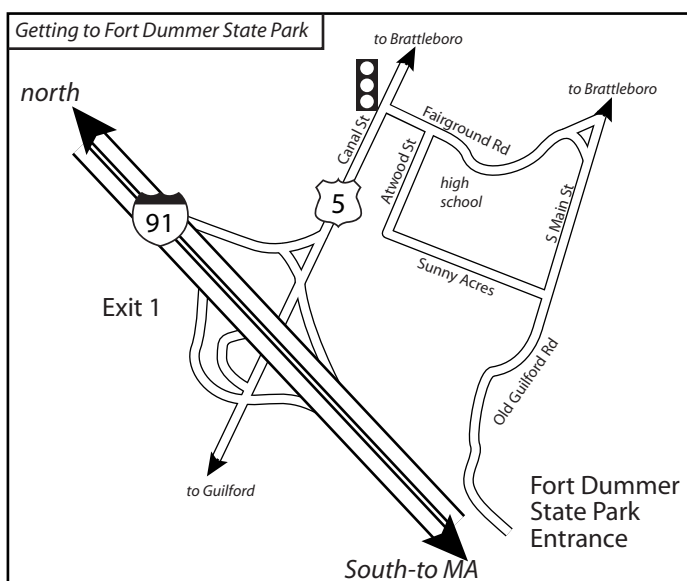 Getting to Fort Dummer State Park
to Brattleboro
north
to Brattleboro
Canal St
Fairground Rd
Atwood St
high
school
5
91
S Main St
Sunny Acres
Exit 1
Old Guilford Rd
to Guilford
Fort Dummer
State Park
Entrance
South-to MA